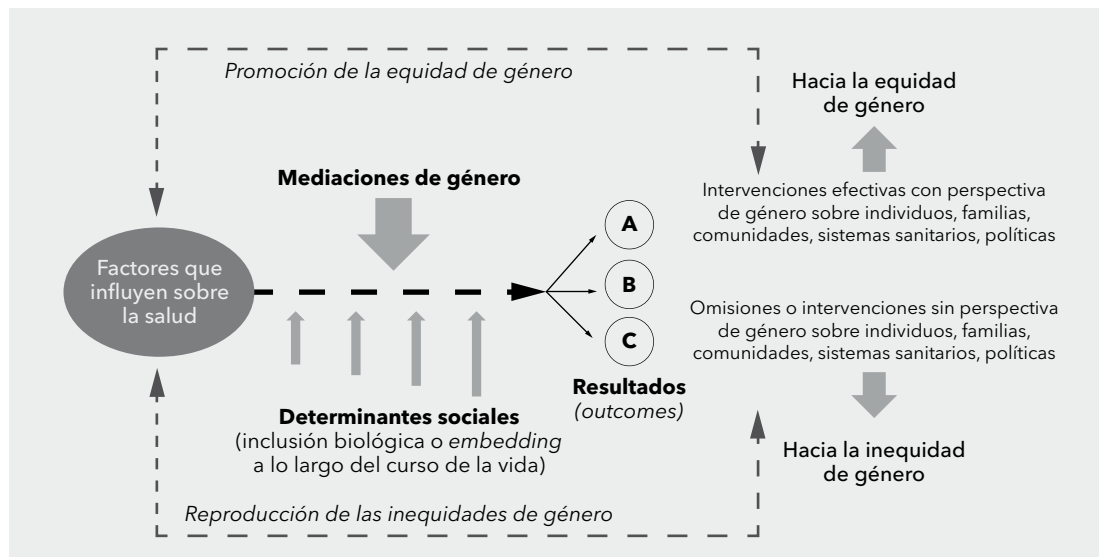 Promoción de la equidad de género
Hacia la equidad
de género
Mediaciones de género
Intervenciones efectivas con perspectiva
de género sobre individuos, familias,
comunidades, sistemas sanitarios, políticas
Factores que
influyen sobre
la salud
A
B
C
Omisiones o intervenciones sin perspectiva
de género sobre individuos, familias,
comunidades, sistemas sanitarios, políticas
Resultados
(outcomes)
Determinantes sociales
(inclusión biológica o embedding
a lo largo del curso de la vida)
Hacia la inequidad
de género
Reproducción de las inequidades de género